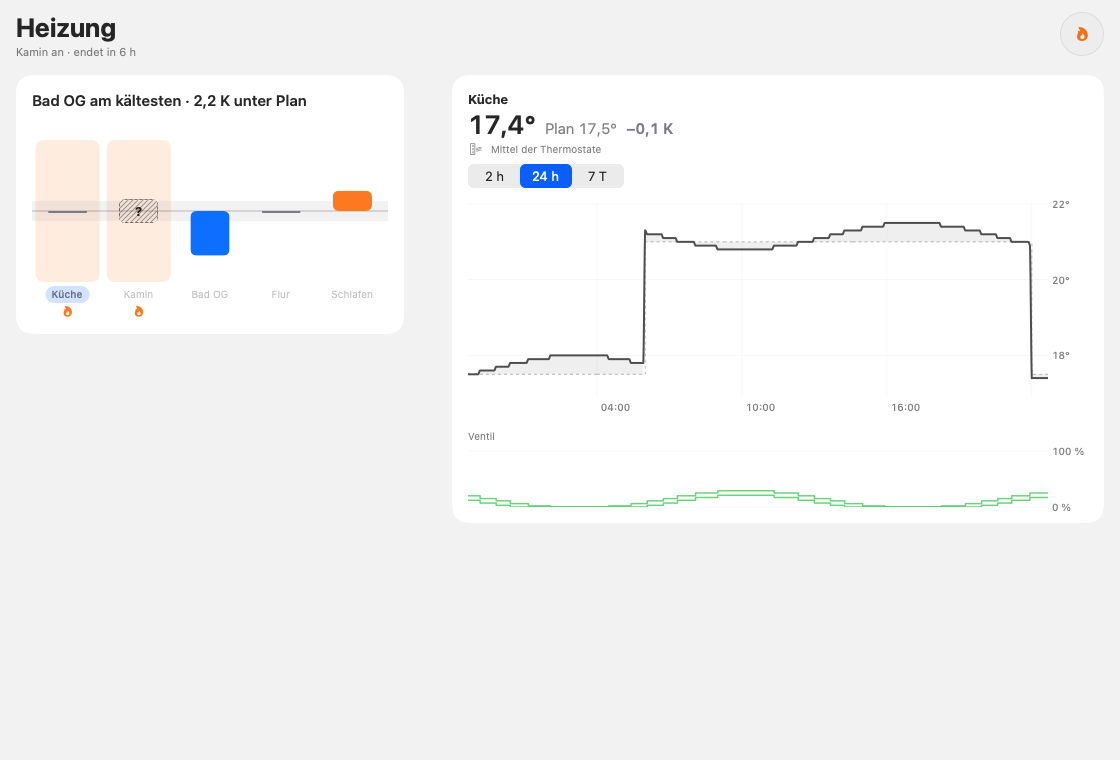 Heizung
Kamin an · endet in 6 h
Bad OG am kältesten · 2,2 K unter Plan
?
Küche
Kamin
Bad OG
Flur
Schlafen
Küche
17,4° Plan 17,5° −0,1 K
Mittel der Thermostate
2 h
24 h
7 T
22°
20°
18°
04:00
10:00
16:00
Ventil
100 %
0 %